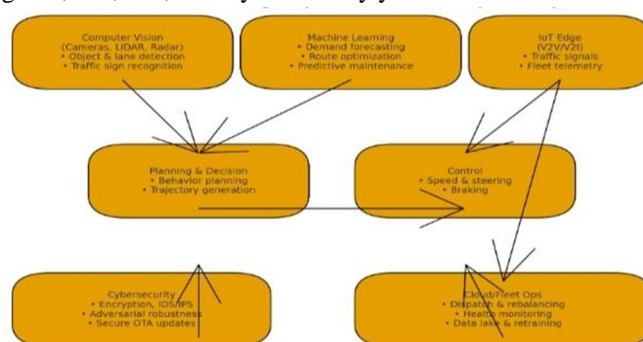 Computer Vision
(Cameras, LIDAR, Radar)
• Object & lane detection
• Traffic sign recognition
Machine Learning
• Demand forecasting
• Route optimization
• Predictive maintenance
IoT Edge
(V2V/V2I)
• Traffic signals
• Fleet telemetry
Planning & Decision
• Behavior planning
• Trajectory generation
Control
• Speed & steering
• Braking
Cybersecurity
• Encryption, IDS/IPS
• Adversarial robustness
• Secure OTA updates
Cloud/Fleet Ops
• Dispatch & rebalancing
• Health monitoring
• Data lake & retraining